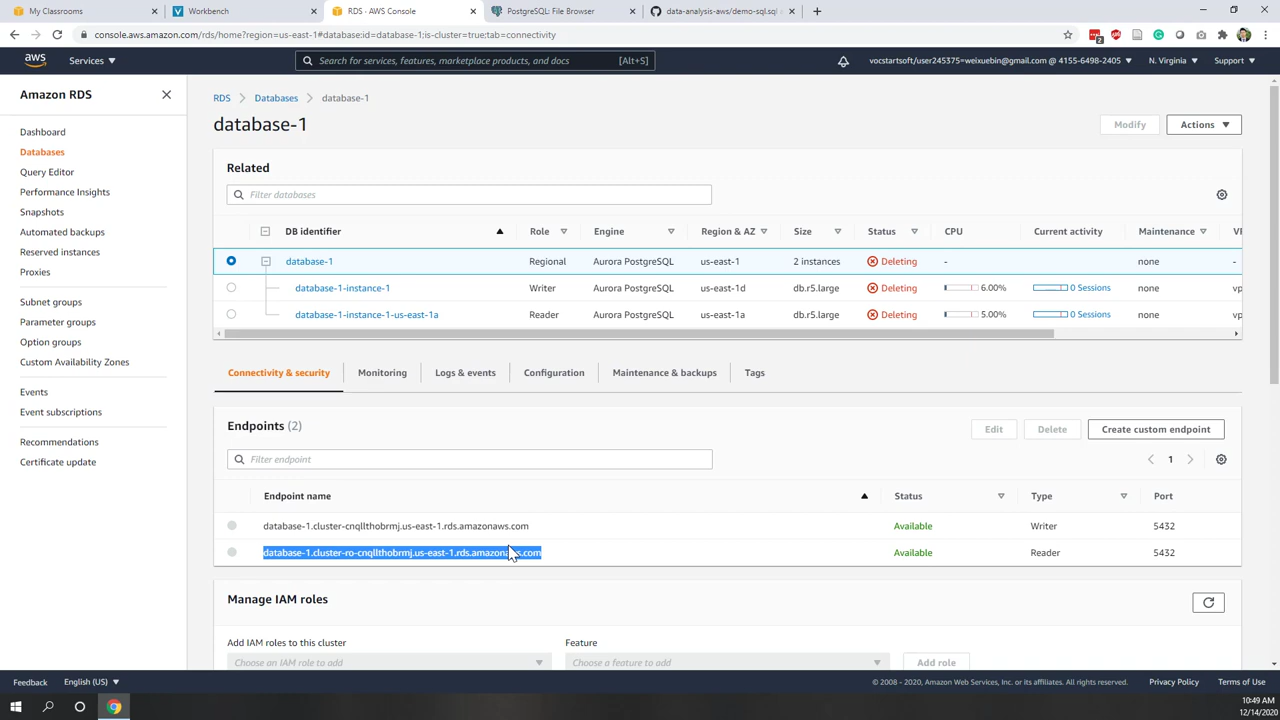 My Classrooms
Workbench
RDS · AWS Console
PostgreSQL: File Browser
data-analysis-aws/demo-sql.sql
console.aws.amazon.com/rds/home?region=us-east-1#database:id=database-1;is-cluster=true;tab=connectivity
2
aws
Services
Search for services, features, marketplace products, and docs
[Alt+S]
vocstartsoft/user245375=weixuebin@gmail.com @ 4155-6498-2405
N. Virginia
Support
Amazon RDS
Dashboard
Databases
Query Editor
Performance Insights
Snapshots
Automated backups
Reserved instances
Proxies
Subnet groups
Parameter groups
Option groups
Custom Availability Zones
Events
Event subscriptions
Recommendations
Certificate update
RDS > Databases > database-1
database-1
Modify
Actions
Related
Filter databases
DB identifier Role Engine Region & AZ Size Status CPU Current activity Maintenance
database-1 Regional Aurora PostgreSQL us-east-1 2 instances Deleting - none -
database-1-instance-1 Writer Aurora PostgreSQL us-east-1d db.r5.large Deleting 6.00% 0 Sessions none vp
database-1-instance-1-us-east-1a Reader Aurora PostgreSQL us-east-1a db.r5.large Deleting 5.00% 0 Sessions none vp
Connectivity & security
Monitoring
Logs & events
Configuration
Maintenance & backups
Tags
Endpoints (2)
Edit
Delete
Create custom endpoint
Filter endpoint
1
Endpoint name Status Type Port
database-1.cluster-cnqllthobrmj.us-east-1.rds.amazonaws.com Available Writer 5432
database-1.cluster-ro-cnqllthobrmj.us-east-1.rds.amazonaws.com Available Reader 5432
Manage IAM roles
Add IAM roles to this cluster
Feature
Choose an IAM role to add
Choose a feature to add
Add role
Feedback
English (US)
© 2008 - 2020, Amazon Web Services, Inc. or its affiliates. All rights reserved.
Privacy Policy
Terms of Use
10:49 AM
12/14/2020